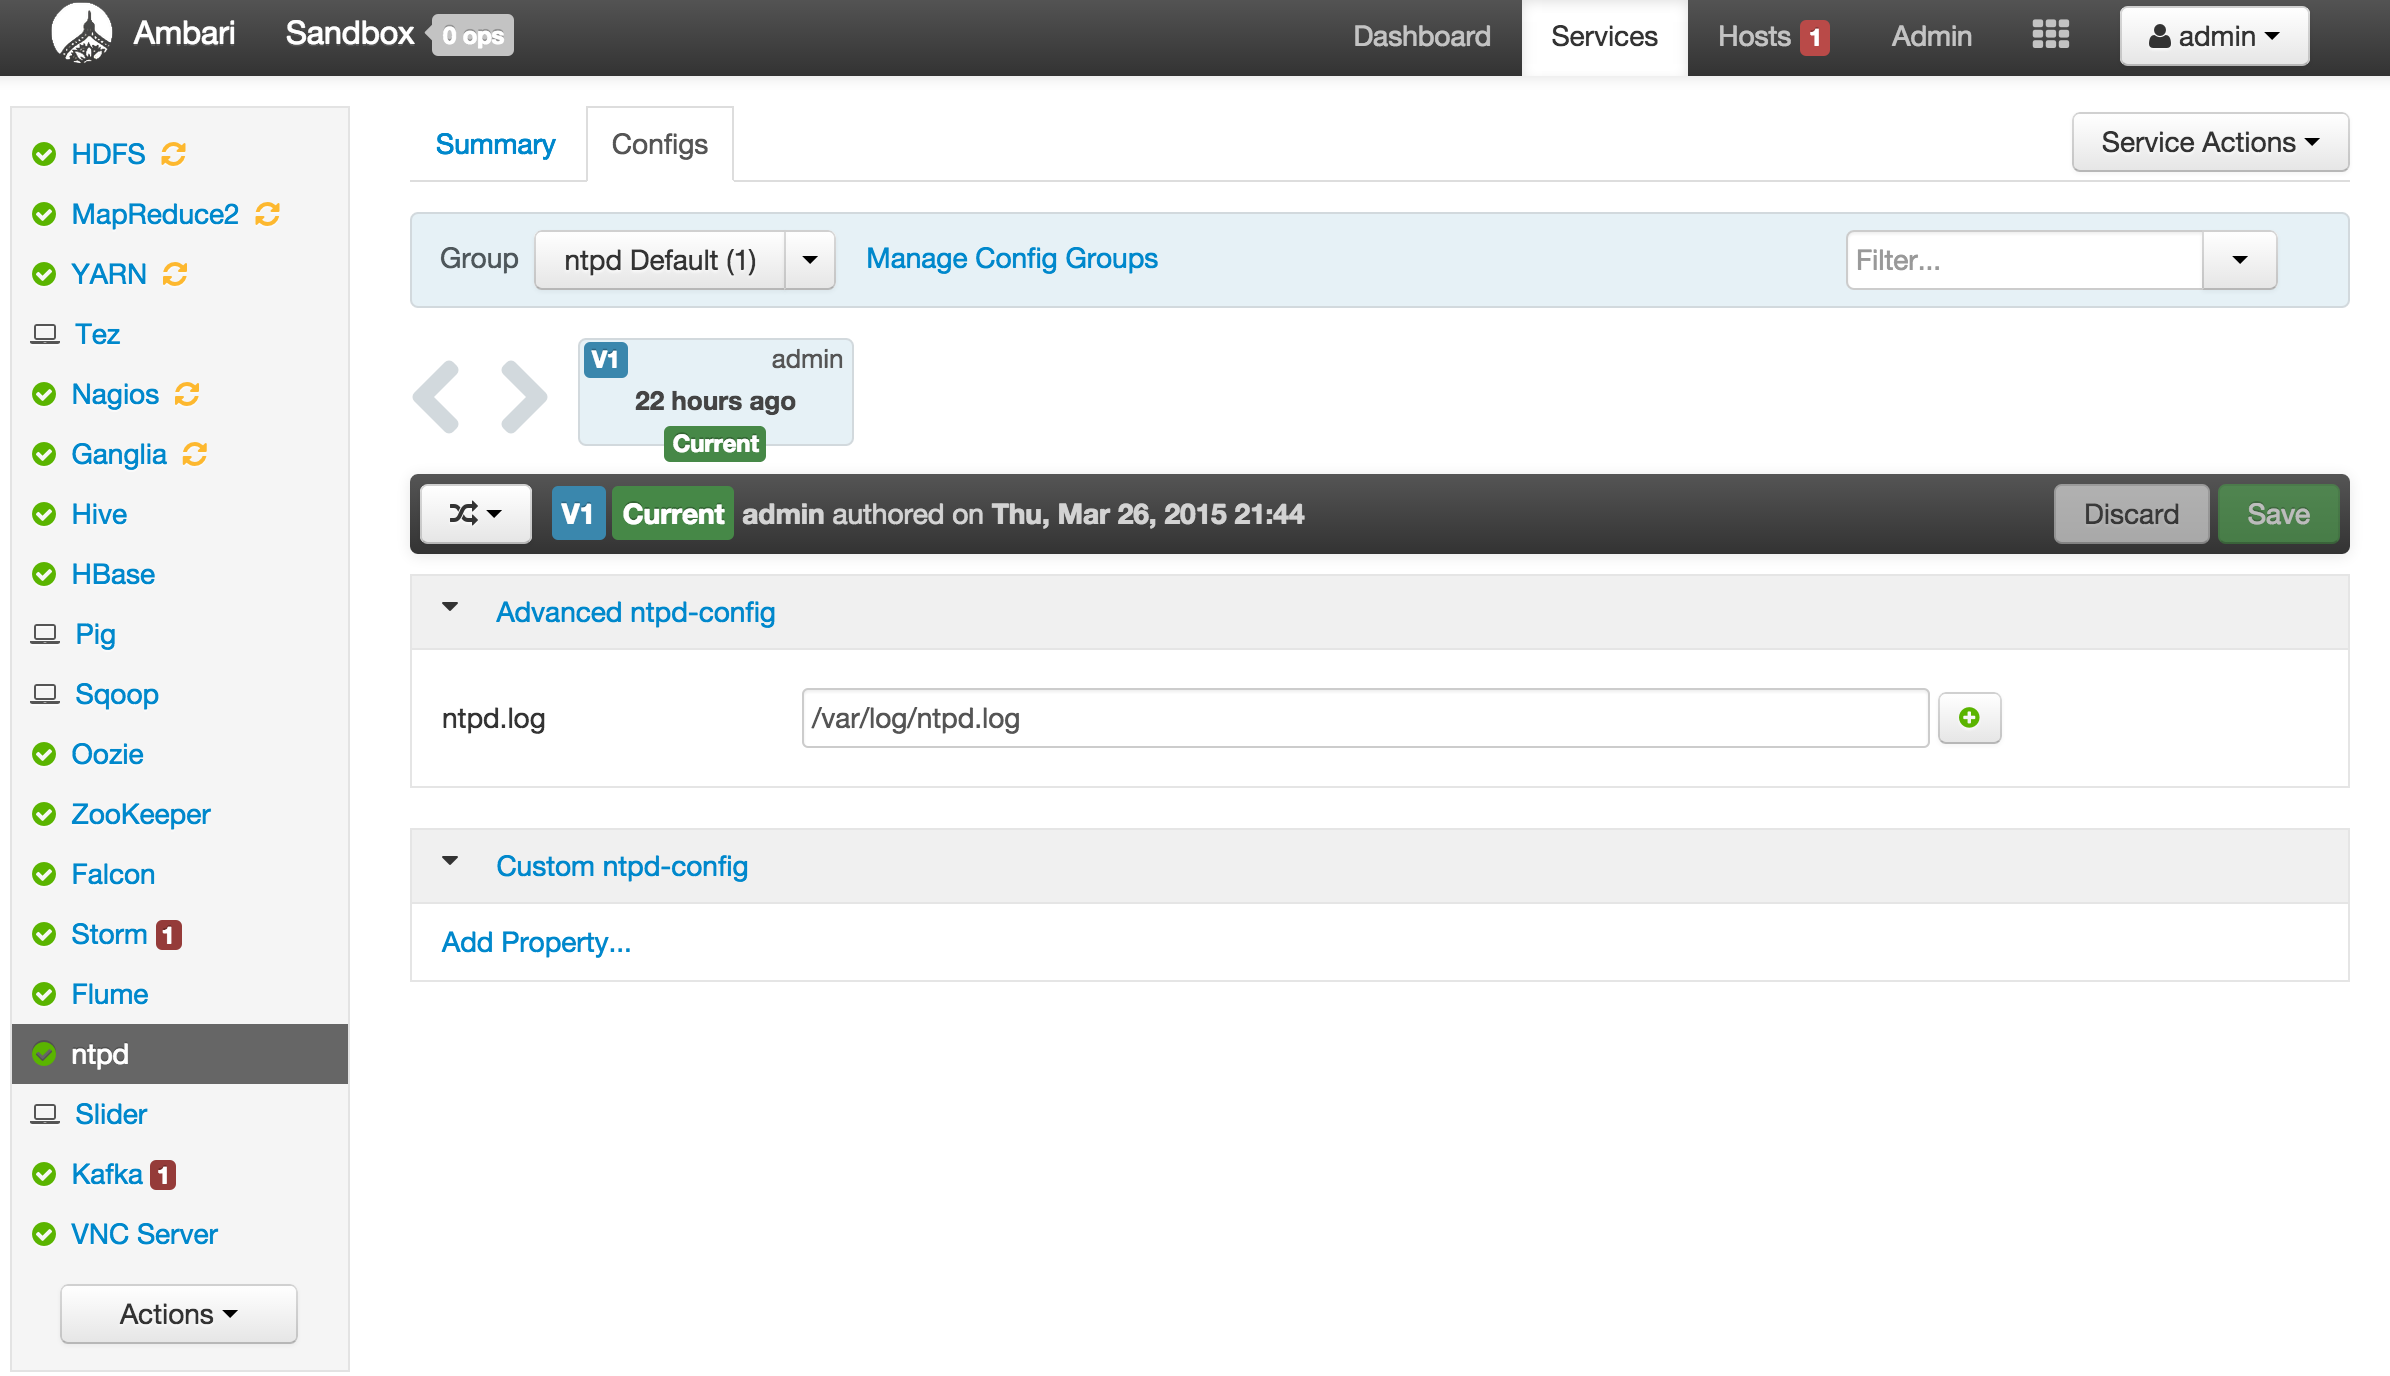 Ambari Sandbox 0 ops Dashboard Services Hosts 1 Admin admin
HDFS
MapReduce2
YARN
Tez
Nagios
Ganglia
Hive
HBase
Pig
Sqoop
Oozie
ZooKeeper
Falcon
Storm 1
Flume
ntpd
Slider
Kafka 1
VNC Server
Actions
Summary Configs Service Actions
Group ntpd Default (1) Manage Config Groups Filter...
V1 admin
22 hours ago
Current
V1 Current admin authored on Thu, Mar 26, 2015 21:44 Discard Save
Advanced ntpd-config
ntpd.log /var/log/ntpd.log
Custom ntpd-config
Add Property...